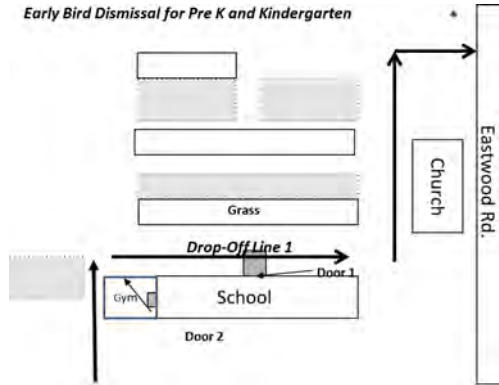 Early Bird Dismissal for Pre K and Kindergarten
*
Eastwood Rd.
Church
Grass
Drop-Off Line 1
Door 1
Gym
School
Door 2